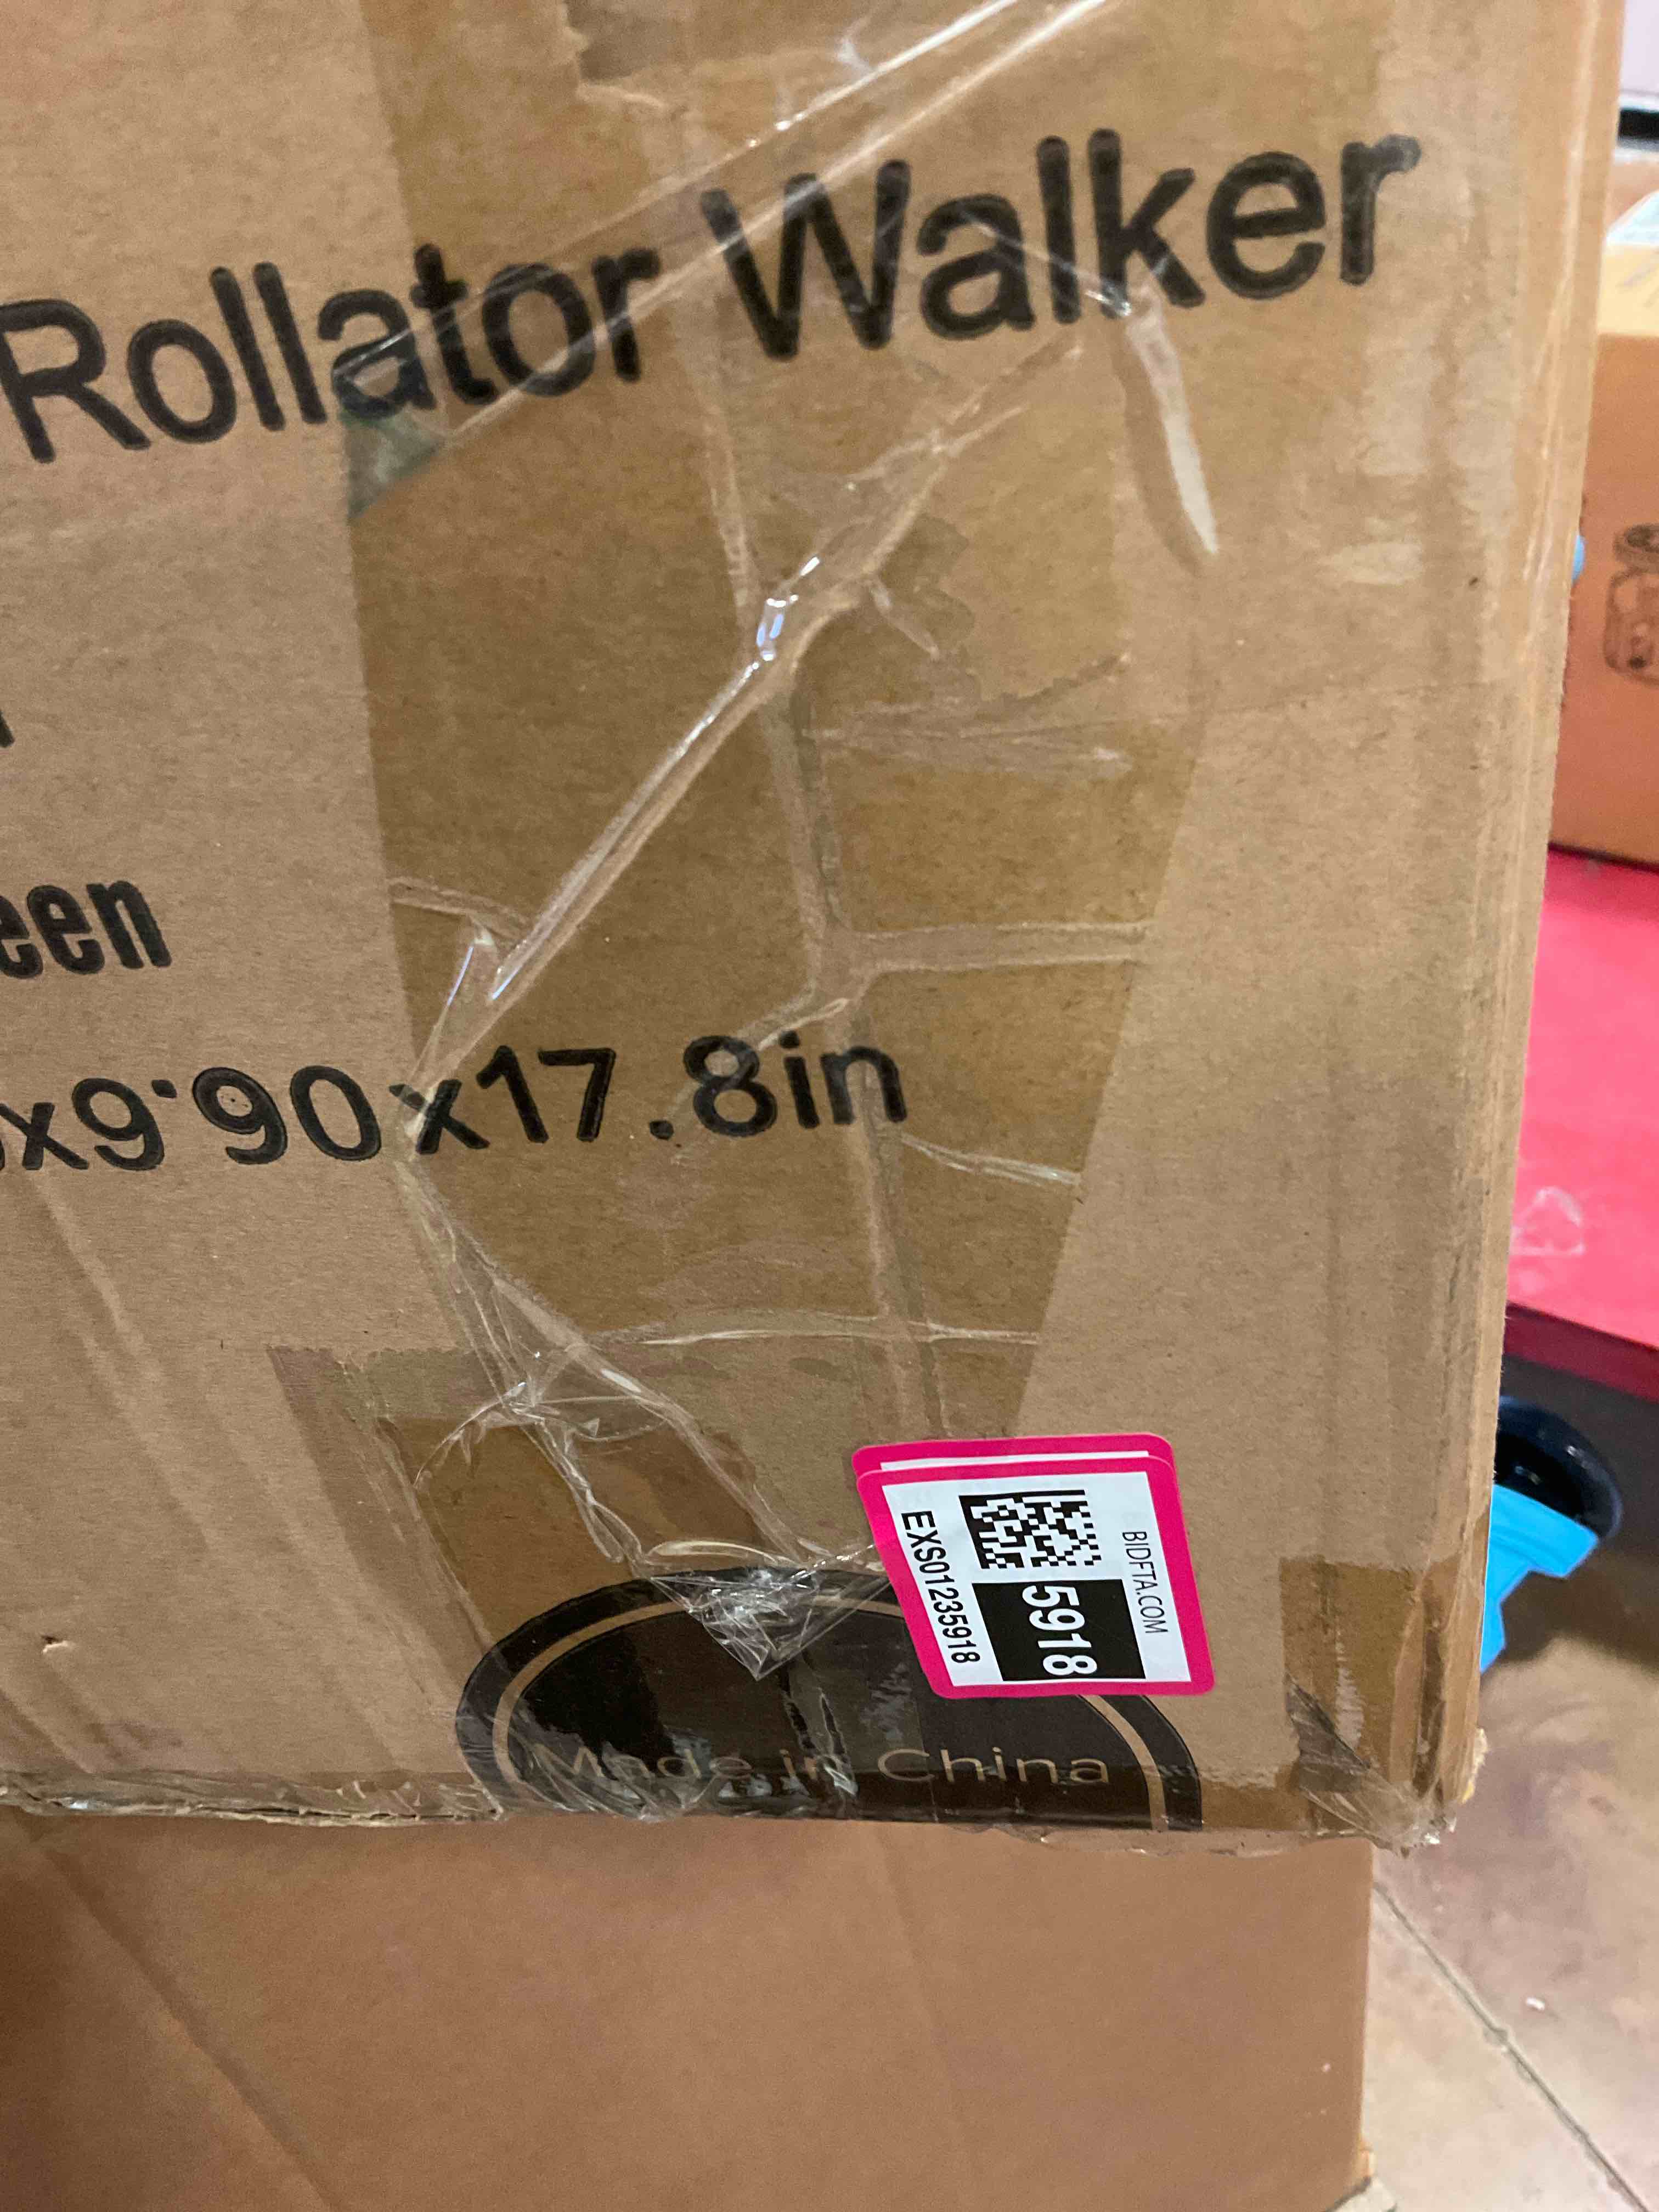 Rollator Walker
een
x9·90x17.8in
BIDFTA.COM
5918
EXS01235918
Made in China